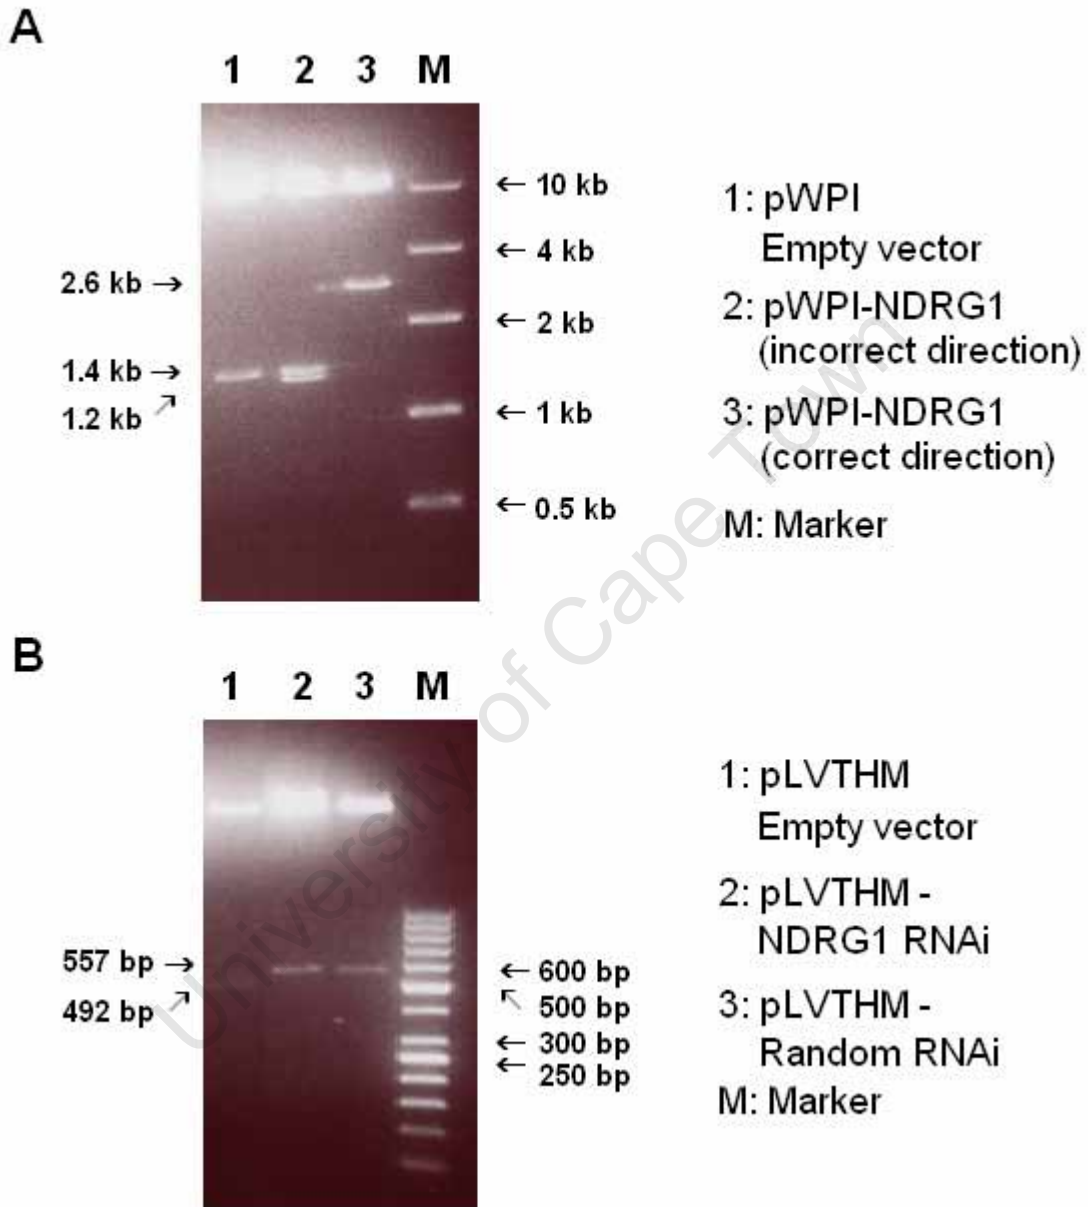 A
1 2 3 M
← 10 kb
← 4 kb
2.6 kb →
← 2 kb
1.4 kb →
1.2 kb ↗
← 1 kb
← 0.5 kb
1: pWPI
Empty vector
2: pWPI-NDRG1
(incorrect direction)
3: pWPI-NDRG1
(correct direction)
M: Marker
B
1 2 3 M
557 bp →
492 bp ↗
← 600 bp
↖ 500 bp
← 300 bp
← 250 bp
1: pLVTHM
Empty vector
2: pLVTHM -
NDRG1 RNAi
3: pLVTHM -
Random RNAi
M: Marker
University of Cape Town